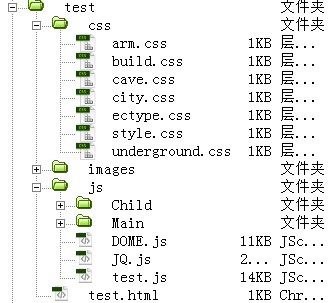 test 文件夹
css 文件夹
arm.css 1KB 层...
build.css 1KB 层...
cave.css 1KB 层...
city.css 1KB 层...
ectype.css 1KB 层...
style.css 1KB 层...
underground.css 1KB 层...
images 文件夹
js 文件夹
Child 文件夹
Main 文件夹
DOME.js 11KB JSc...
JQ.js 2... JSc...
test.js 14KB JSc...
test.html 1KB Chr...